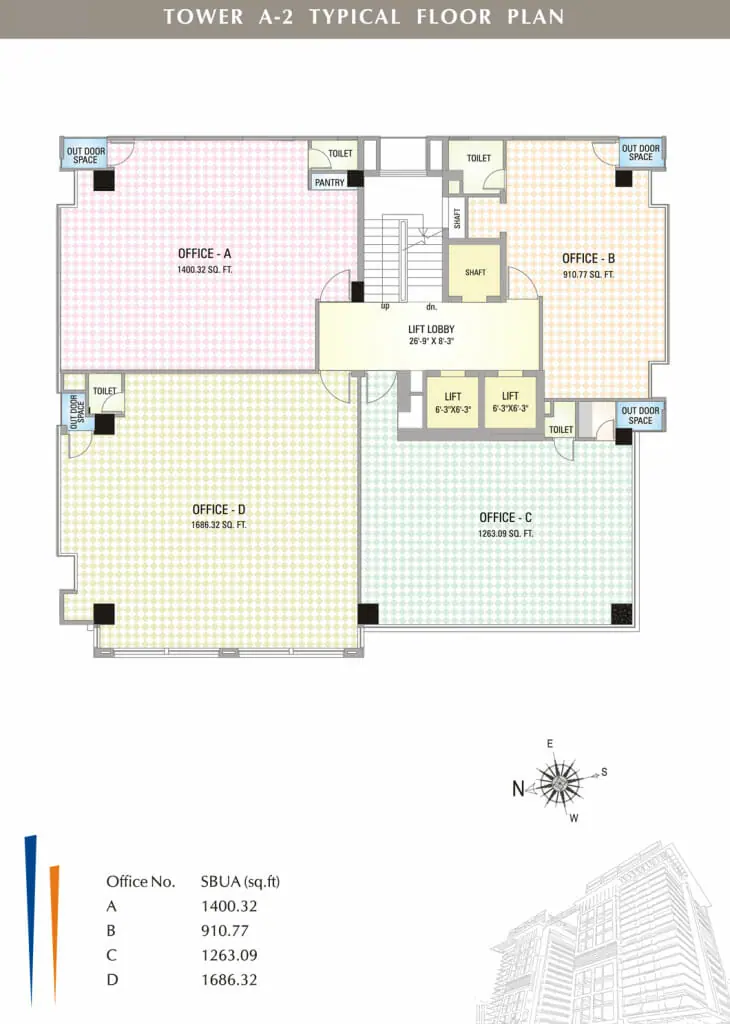 TOWER A-2 TYPICAL FLOOR PLAN
OUT DOOR
SPACE
TOILET
PANTRY
TOILET
OUT DOOR
SPACE
SHAFT
OFFICE - A
1400.32 SQ. FT.
SHAFT
OFFICE - B
910.77 SQ. FT.
up
dn.
LIFT LOBBY
26'-9" X 8'-3"
TOILET
OUT DOOR
SPACE
LIFT
6'-3"X6'-3"
LIFT
6'-3"X6'-3"
TOILET
OUT DOOR
SPACE
OFFICE - D
1686.32 SQ. FT.
OFFICE - C
1263.09 SQ. FT.
E
S
N
W
Office No. SBUA (sq.ft)
A 1400.32
B 910.77
C 1263.09
D 1686.32